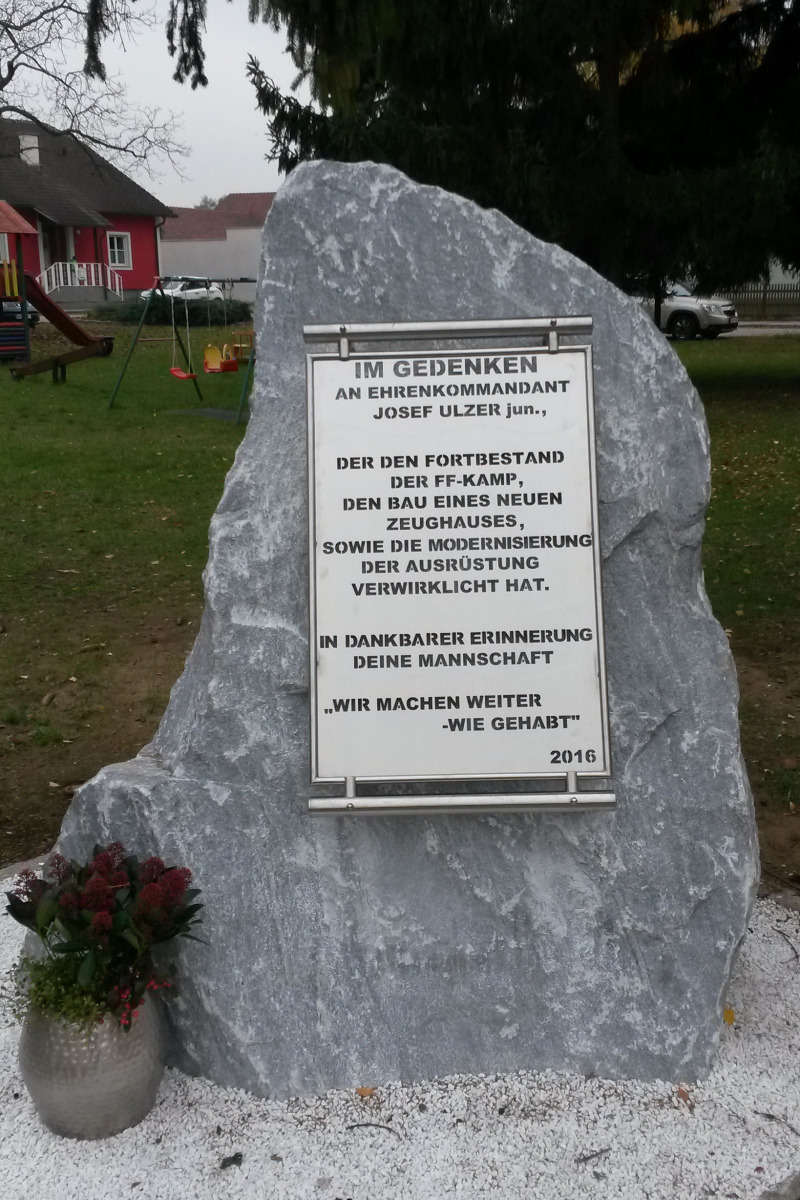 IM GEDENKEN
AN EHRENKOMMANDANT
JOSEF ULZER jun.,
DER DEN FORTBESTAND
DER FF-KAMP,
DEN BAU EINES NEUEN
ZEUGHAUSES,
SOWIE DIE MODERNISIERUNG
DER AUSRÜSTUNG
VERWIRKLICHT HAT.
IN DANKBARER ERINNERUNG
DEINE MANNSCHAFT
„WIR MACHEN WEITER
-WIE GEHABT"
2016